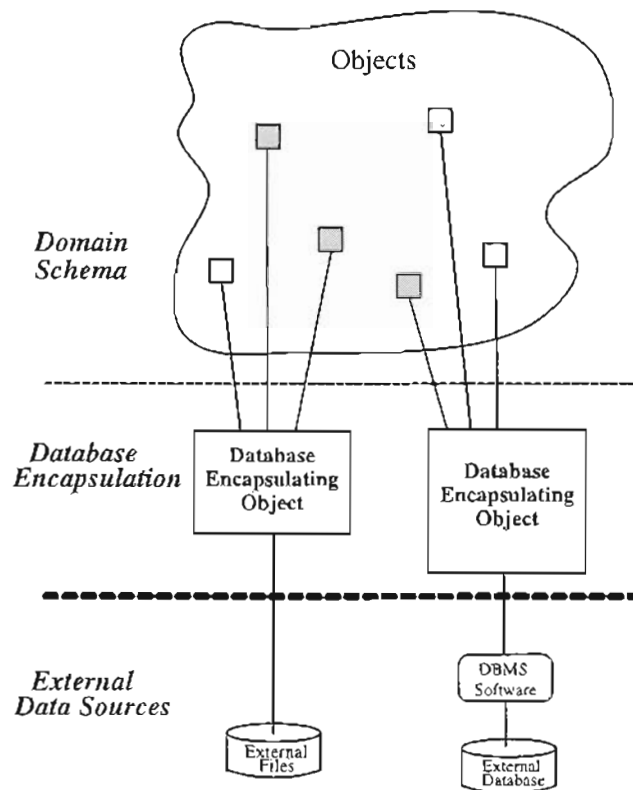 Objects
Domain
Schema
Database
Encapsulation
Database
Encapsulating
Object
Database
Encapsulating
Object
External
Data Sources
DBMS
Software
External
Files
External
Database